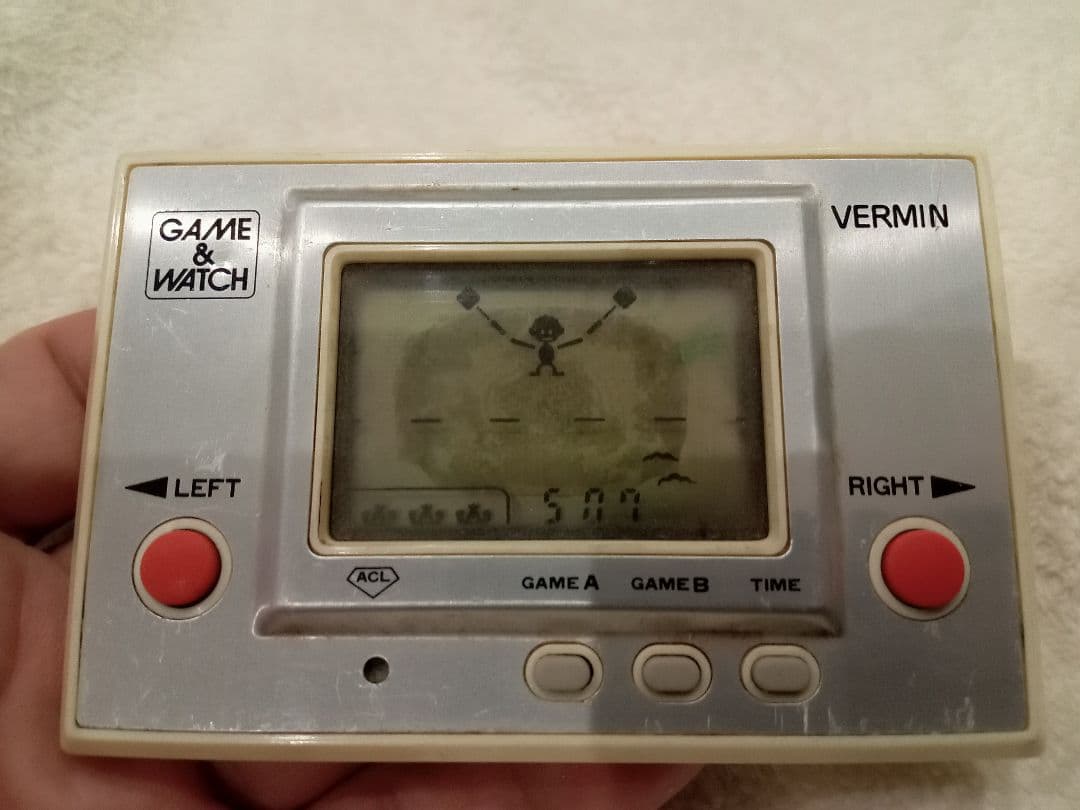 GAME
&
WATCH
VERMIN
◀ LEFT
RIGHT ▶
ACL
GAME A
GAME B
TIME